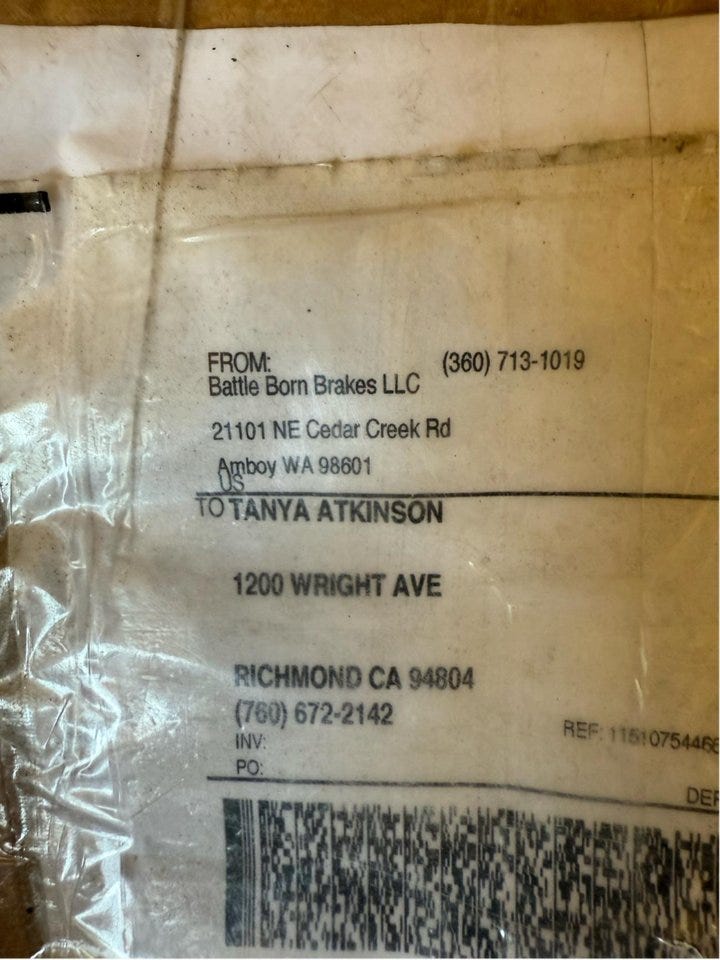 FROM: (360) 713-1019
Battle Born Brakes LLC
21101 NE Cedar Creek Rd
Amboy WA 98601
US
TO TANYA ATKINSON
1200 WRIGHT AVE
RICHMOND CA 94804
(760) 672-2142
INV:
REF:
PO: